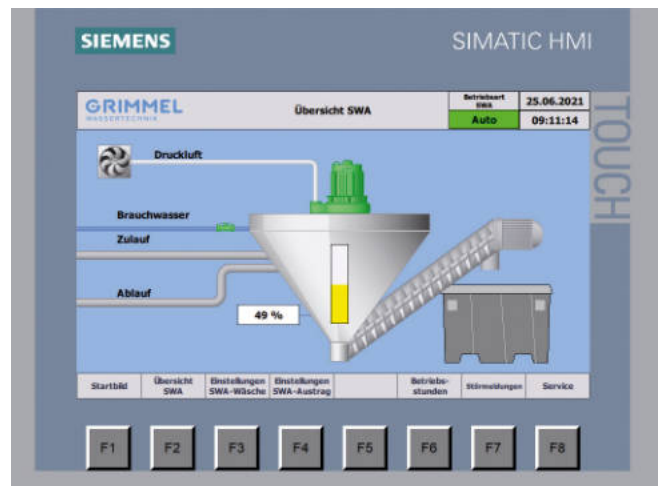 SIEMENS
SIMATIC HMI
TOUCH
GRIMMEL
WASSERTECHNIK
Übersicht SWA
Betriebsart
SWA
Auto
25.06.2021
09:11:14
Druckluft
Brauchwasser
Zulauf
Ablauf
49 %
Startbild
Übersicht
SWA
Einstellungen
SWA-Wäsche
Einstellungen
SWA-Austrag
Betriebs-
stunden
Störmeldungen
Service
F1
F2
F3
F4
F5
F6
F7
F8